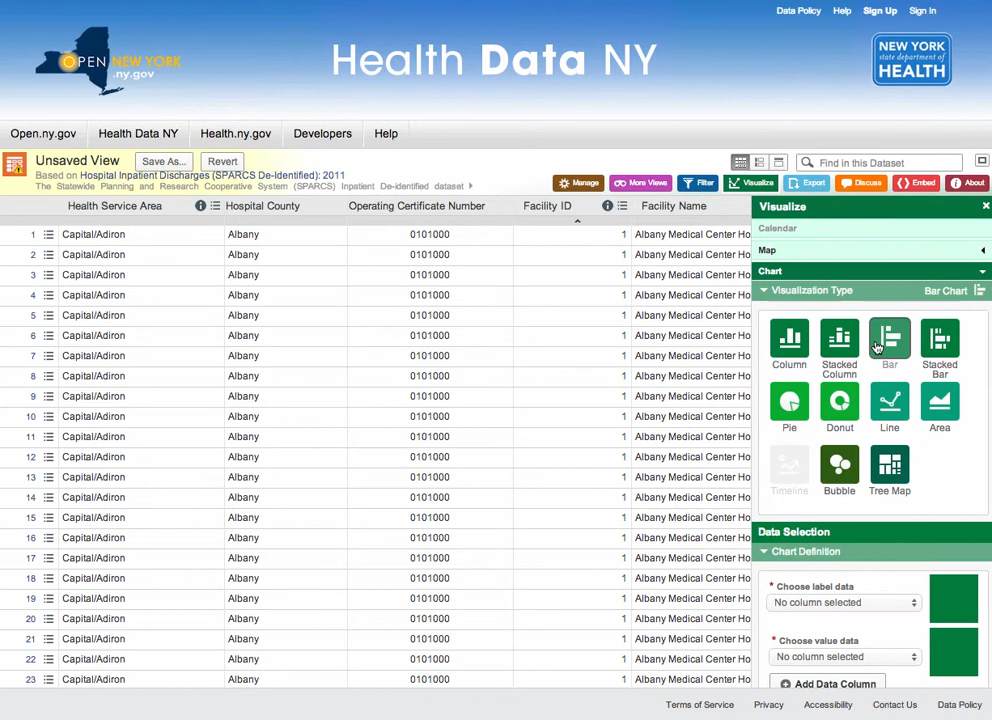 Data Policy Help Sign Up Sign In
OPEN NEW YORK
.ny.gov
Health Data NY
NEW YORK
state department of
HEALTH
Open.ny.gov Health Data NY Health.ny.gov Developers Help
Unsaved View Save As... Revert
Based on Hospital Inpatient Discharges (SPARCS De-Identified): 2011
The Statewide Planning and Research Cooperative System (SPARCS) Inpatient De-identified dataset
Find in this Dataset
Manage More Views Filter Visualize Export Discuss Embed About
Health Service Area Hospital County Operating Certificate Number Facility ID Facility Name
1 Capital/Adiron Albany 0101000 1 Albany Medical Center Ho
2 Capital/Adiron Albany 0101000 1 Albany Medical Center Ho
3 Capital/Adiron Albany 0101000 1 Albany Medical Center Ho
4 Capital/Adiron Albany 0101000 1 Albany Medical Center Ho
5 Capital/Adiron Albany 0101000 1 Albany Medical Center Ho
6 Capital/Adiron Albany 0101000 1 Albany Medical Center Ho
7 Capital/Adiron Albany 0101000 1 Albany Medical Center Ho
8 Capital/Adiron Albany 0101000 1 Albany Medical Center Ho
9 Capital/Adiron Albany 0101000 1 Albany Medical Center Ho
10 Capital/Adiron Albany 0101000 1 Albany Medical Center Ho
11 Capital/Adiron Albany 0101000 1 Albany Medical Center Ho
12 Capital/Adiron Albany 0101000 1 Albany Medical Center Ho
13 Capital/Adiron Albany 0101000 1 Albany Medical Center Ho
14 Capital/Adiron Albany 0101000 1 Albany Medical Center Ho
15 Capital/Adiron Albany 0101000 1 Albany Medical Center Ho
16 Capital/Adiron Albany 0101000 1 Albany Medical Center Ho
17 Capital/Adiron Albany 0101000 1 Albany Medical Center Ho
18 Capital/Adiron Albany 0101000 1 Albany Medical Center Ho
19 Capital/Adiron Albany 0101000 1 Albany Medical Center Ho
20 Capital/Adiron Albany 0101000 1 Albany Medical Center Ho
21 Capital/Adiron Albany 0101000 1 Albany Medical Center Ho
22 Capital/Adiron Albany 0101000 1 Albany Medical Center Ho
23 Capital/Adiron Albany 0101000 1 Albany Medical Center Ho
Visualize
Calendar
Map
Chart
Visualization Type Bar Chart
Column Stacked Column Bar Stacked Bar
Pie Donut Line Area
Timeline Bubble Tree Map
Data Selection
Chart Definition
* Choose label data
No column selected
* Choose value data
No column selected
Add Data Column
Terms of Service Privacy Accessibility Contact Us Data Policy